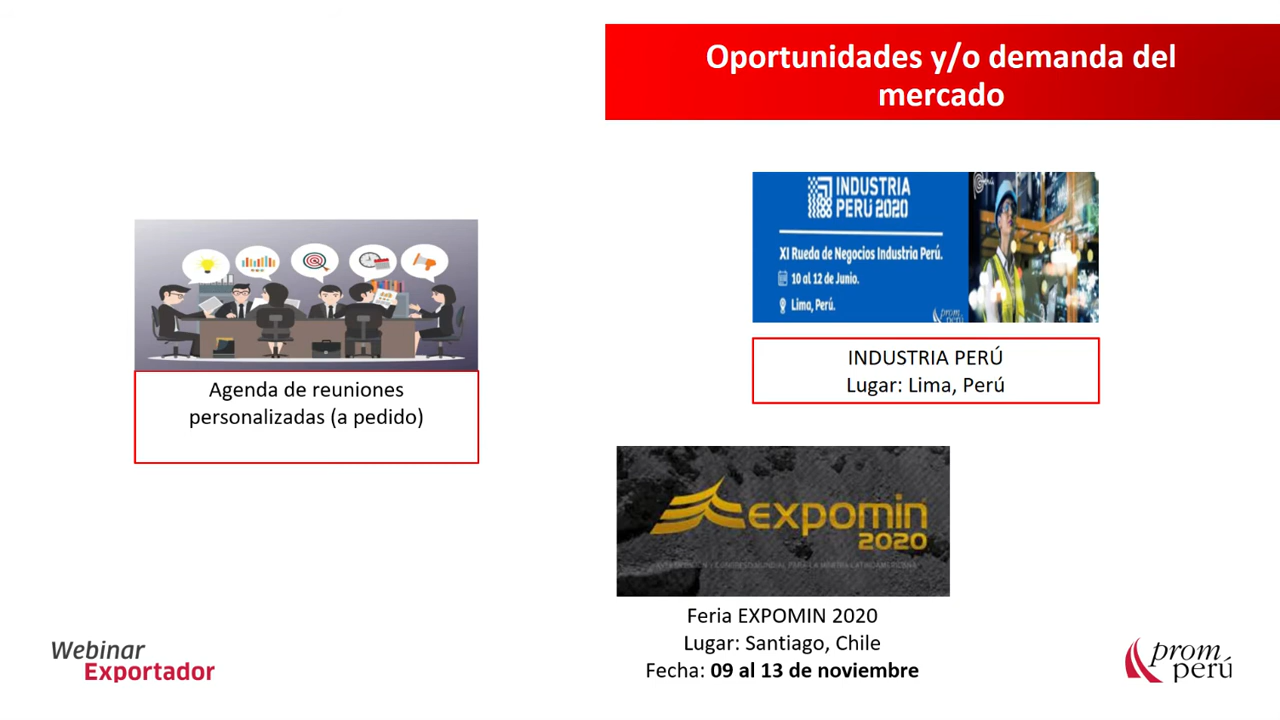 Oportunidades y/o demanda del
mercado
INDUSTRIA
PERÚ 2020
XI Rueda de Negocios Industria Perú.
10 al 12 de Junio.
Lima, Perú.
INDUSTRIA PERÚ
Lugar: Lima, Perú
Agenda de reuniones
personalizadas (a pedido)
expomin
2020
Feria EXPOMIN 2020
Lugar: Santiago, Chile
Fecha: 09 al 13 de noviembre
Webinar
Exportador
prom
perú